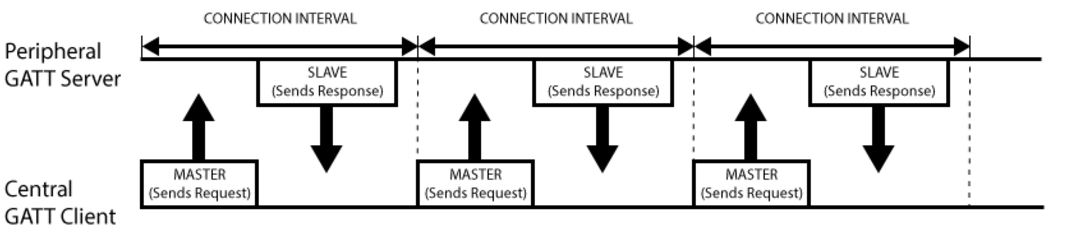 CONNECTION INTERVAL
CONNECTION INTERVAL
CONNECTION INTERVAL
Peripheral
GATT Server
SLAVE
(Sends Response)
SLAVE
(Sends Response)
SLAVE
(Sends Response)
MASTER
(Sends Request)
MASTER
(Sends Request)
MASTER
(Sends Request)
Central
GATT Client